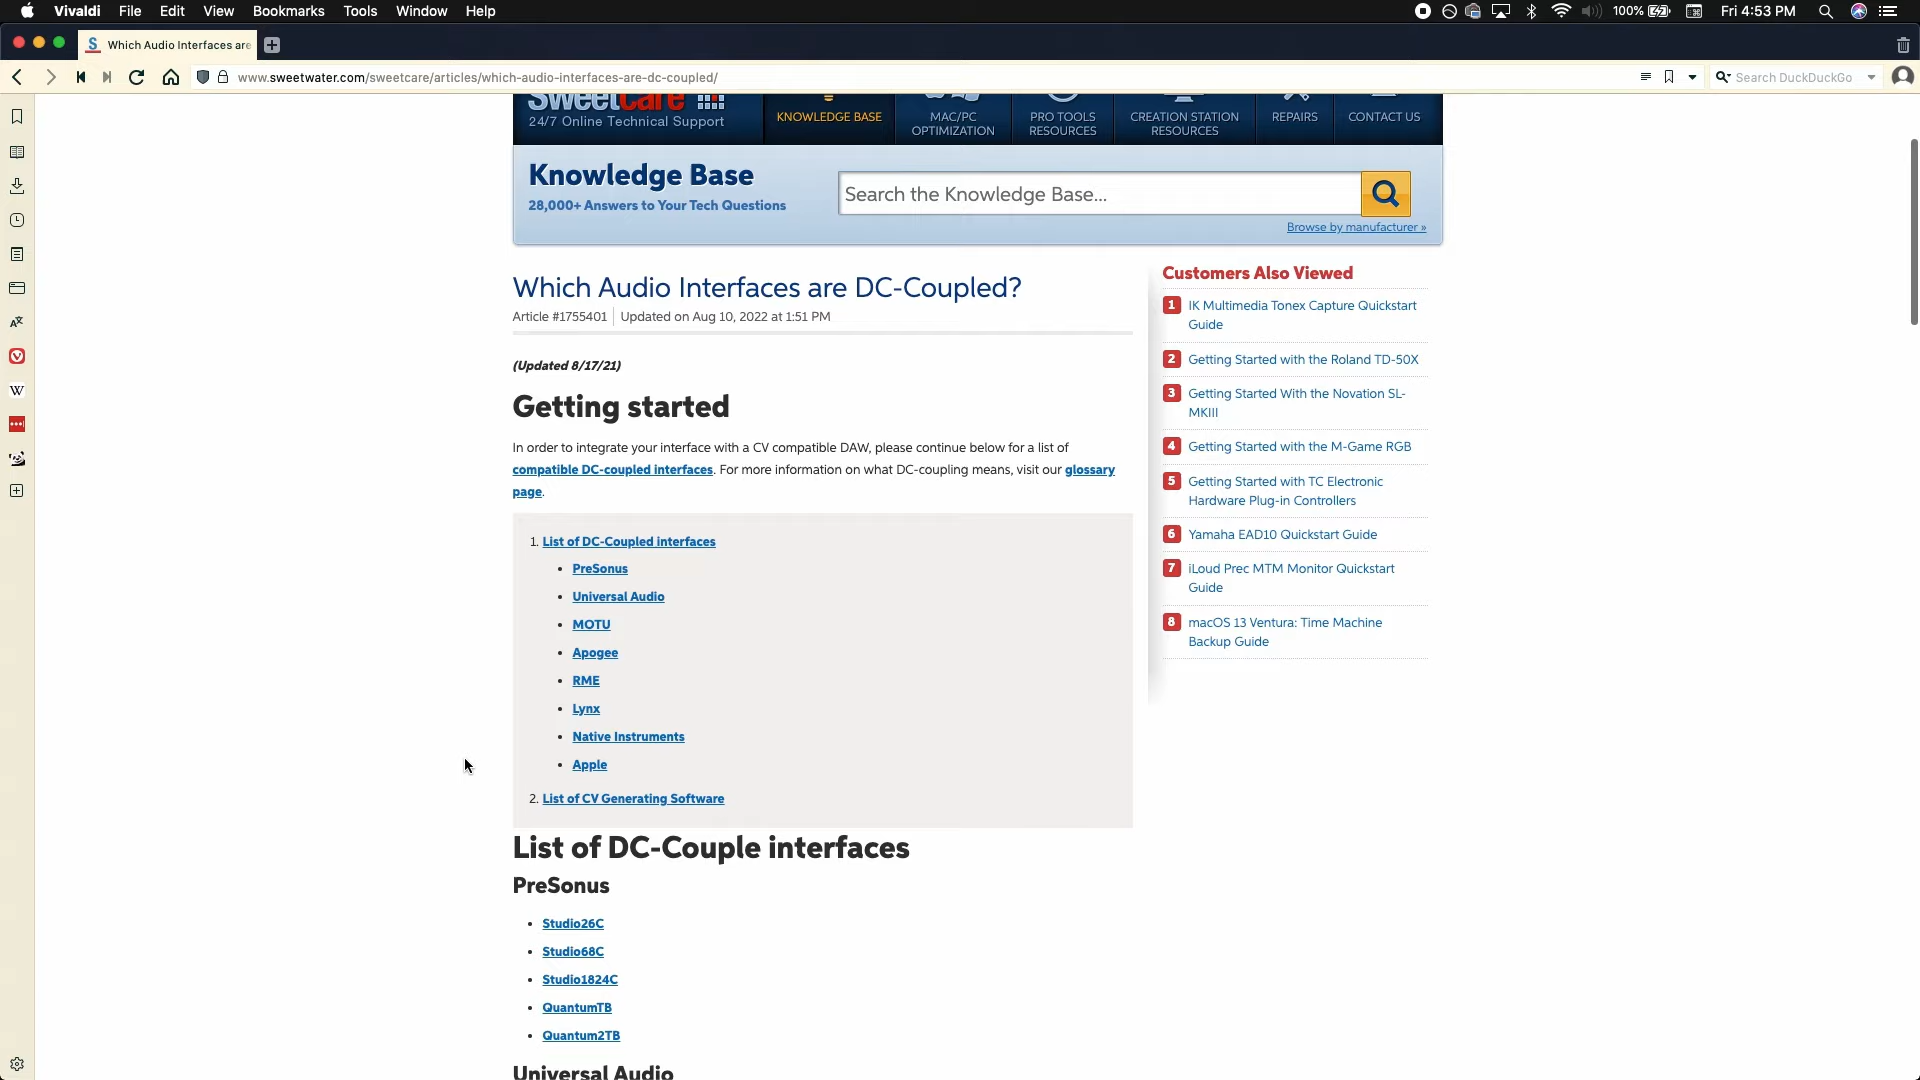 Vivaldi File Edit View Bookmarks Tools Window Help 100% Fri 4:53 PM
S Which Audio Interfaces are
www.sweetwater.com/sweetcare/articles/which-audio-interfaces-are-dc-coupled/ Search DuckDuckGo
SweetCare
24/7 Online Technical Support
KNOWLEDGE BASE
MAC/PC
OPTIMIZATION
PRO TOOLS
RESOURCES
CREATION STATION
RESOURCES
REPAIRS
CONTACT US
Knowledge Base
28,000+ Answers to Your Tech Questions
Search the Knowledge Base...
Browse by manufacturer »
Which Audio Interfaces are DC-Coupled?
Article #1755401 Updated on Aug 10, 2022 at 1:51 PM
(Updated 8/17/21)
Getting started
In order to integrate your interface with a CV compatible DAW, please continue below for a list of
compatible DC-coupled interfaces. For more information on what DC-coupling means, visit our glossary
page.
1. List of DC-Coupled interfaces
• PreSonus
• Universal Audio
• MOTU
• Apogee
• RME
• Lynx
• Native Instruments
• Apple
2. List of CV Generating Software
List of DC-Couple interfaces
PreSonus
• Studio26C
• Studio68C
• Studio1824C
• QuantumTB
• Quantum2TB
Universal Audio
Customers Also Viewed
1 IK Multimedia Tonex Capture Quickstart
Guide
2 Getting Started with the Roland TD-50X
3 Getting Started With the Novation SL-
MKIII
4 Getting Started with the M-Game RGB
5 Getting Started with TC Electronic
Hardware Plug-in Controllers
6 Yamaha EAD10 Quickstart Guide
7 iLoud Prec MTM Monitor Quickstart
Guide
8 macOS 13 Ventura: Time Machine
Backup Guide
W